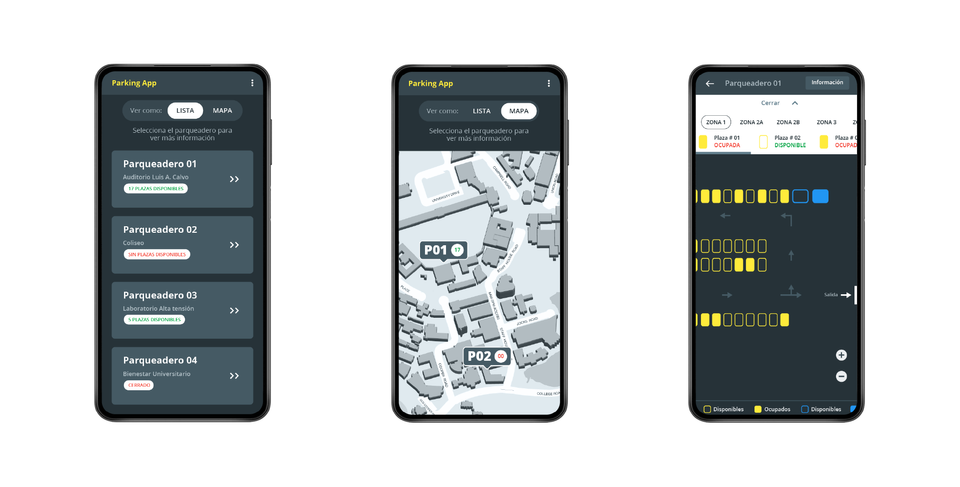 Parking App
Ver como: LISTA MAPA
Selecciona el parqueadero para
ver más información
Parqueadero 01
Auditorio Luis A. Calvo
17 PLAZAS DISPONIBLES
Parqueadero 02
Coliseo
SIN PLAZAS DISPONIBLES
Parqueadero 03
Laboratorio Alta tensión
5 PLAZAS DISPONIBLES
Parqueadero 04
Bienestar Universitario
CERRADO
Parking App
Ver como: LISTA MAPA
Selecciona el parqueadero para
ver más información
P01 17
P02 00
Parqueadero 01 Información
Cerrar
ZONA 1 ZONA 2A ZONA 2B ZONA 3
Plaza # 01
OCUPADA
Plaza # 02
DISPONIBLE
Plaza #
OCUPAD
Salida
Disponibles Ocupados Disponibles